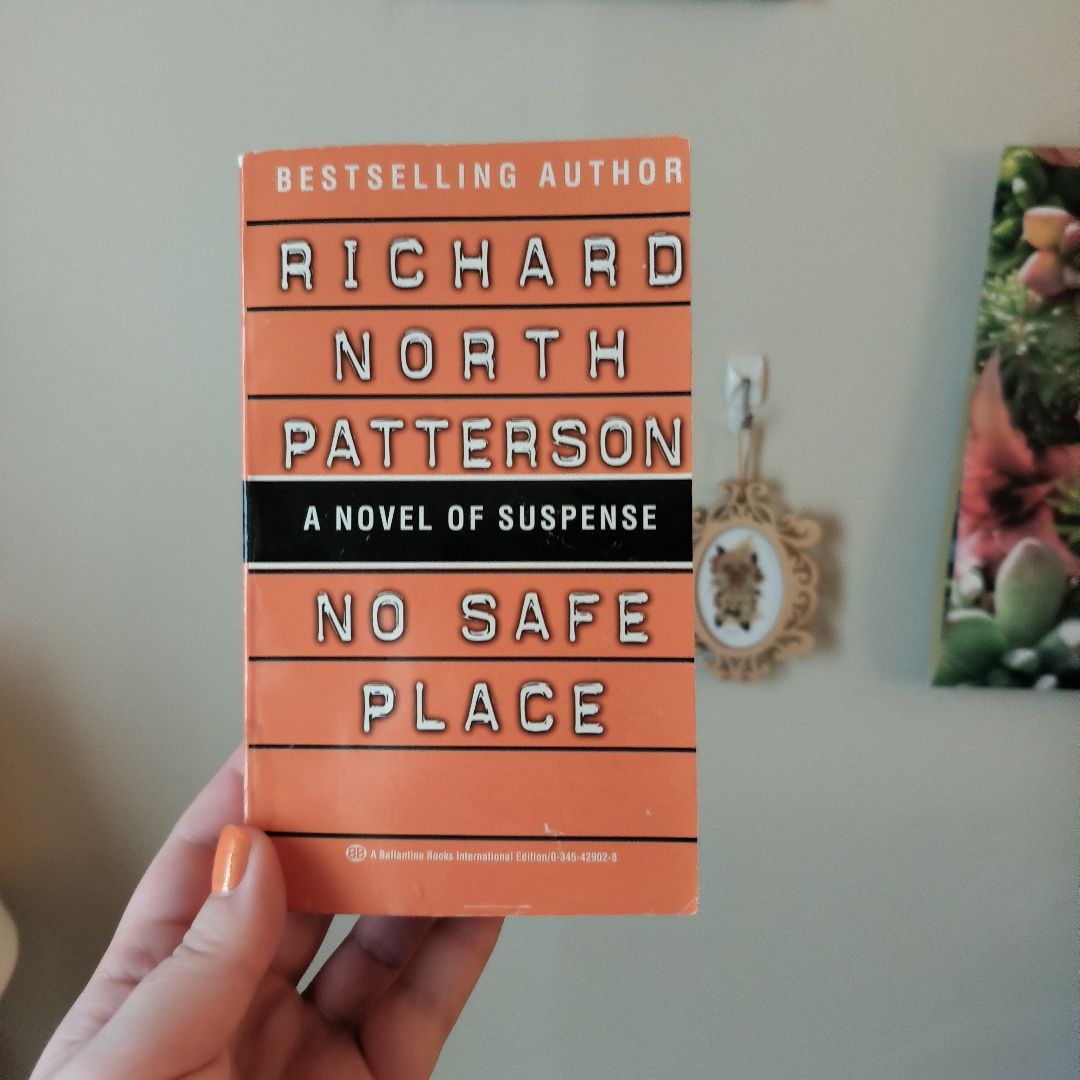 BESTSELLING AUTHOR
RICHARD
NORTH
PATTERSON
A NOVEL OF SUSPENSE
NO SAFE
PLACE
BB A Ballantine Books International Edition/0-345-42902-8